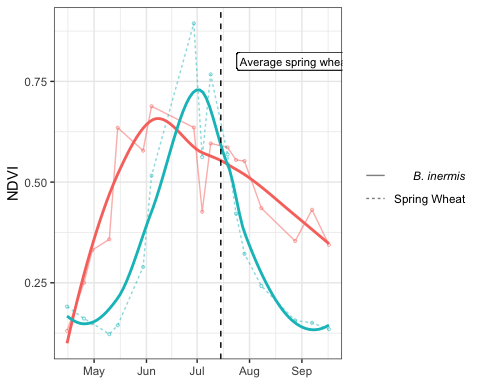 Average spring whea
0.75
0.50
0.25
NDVI
May Jun Jul Aug Sep
B. inermis
Spring Wheat